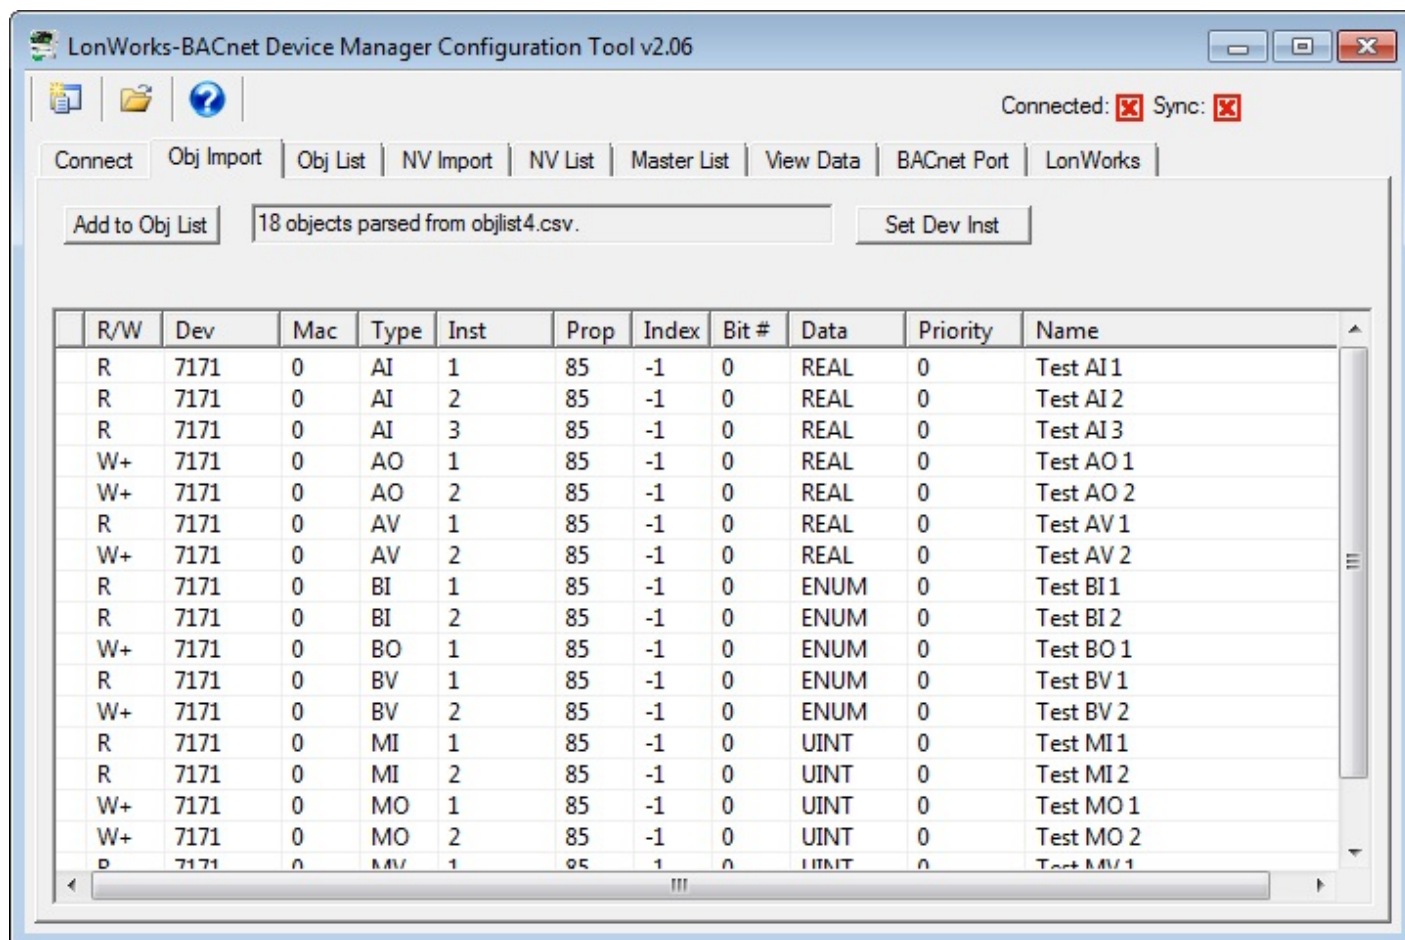 LonWorks-BACnet Device Manager Configuration Tool v2.06
Connected: Sync:
Connect Obj Import Obj List NV Import NV List Master List View Data BACnet Port LonWorks
Add to Obj List 18 objects parsed from objlist4.csv. Set Dev Inst
R/W Dev Mac Type Inst Prop Index Bit # Data Priority Name
R 7171 0 AI 1 85 -1 0 REAL 0 Test AI 1
R 7171 0 AI 2 85 -1 0 REAL 0 Test AI 2
R 7171 0 AI 3 85 -1 0 REAL 0 Test AI 3
W+ 7171 0 AO 1 85 -1 0 REAL 0 Test AO 1
W+ 7171 0 AO 2 85 -1 0 REAL 0 Test AO 2
R 7171 0 AV 1 85 -1 0 REAL 0 Test AV 1
W+ 7171 0 AV 2 85 -1 0 REAL 0 Test AV 2
R 7171 0 BI 1 85 -1 0 ENUM 0 Test BI 1
R 7171 0 BI 2 85 -1 0 ENUM 0 Test BI 2
W+ 7171 0 BO 1 85 -1 0 ENUM 0 Test BO 1
R 7171 0 BV 1 85 -1 0 ENUM 0 Test BV 1
W+ 7171 0 BV 2 85 -1 0 ENUM 0 Test BV 2
R 7171 0 MI 1 85 -1 0 UINT 0 Test MI 1
R 7171 0 MI 2 85 -1 0 UINT 0 Test MI 2
W+ 7171 0 MO 1 85 -1 0 UINT 0 Test MO 1
W+ 7171 0 MO 2 85 -1 0 UINT 0 Test MO 2
R 7171 0 MV 1 85 -1 0 UINT 0 Test MV 1